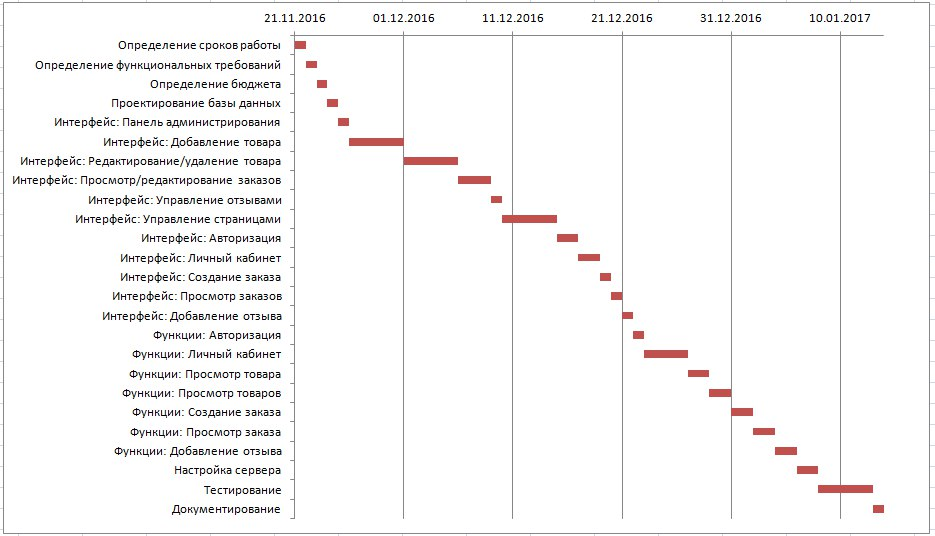 21.11.2016 01.12.2016 11.12.2016 21.12.2016 31.12.2016 10.01.2017
Определение сроков работы
Определение функциональных требований
Определение бюджета
Проектирование базы данных
Интерфейс: Панель администрирования
Интерфейс: Добавление товара
Интерфейс: Редактирование/удаление товара
Интерфейс: Просмотр/редактирование заказов
Интерфейс: Управление отзывами
Интерфейс: Управление страницами
Интерфейс: Авторизация
Интерфейс: Личный кабинет
Интерфейс: Создание заказа
Интерфейс: Просмотр заказов
Интерфейс: Добавление отзыва
Функции: Авторизация
Функции: Личный кабинет
Функции: Просмотр товара
Функции: Просмотр товаров
Функции: Создание заказа
Функции: Просмотр заказа
Функции: Добавление отзыва
Настройка сервера
Тестирование
Документирование